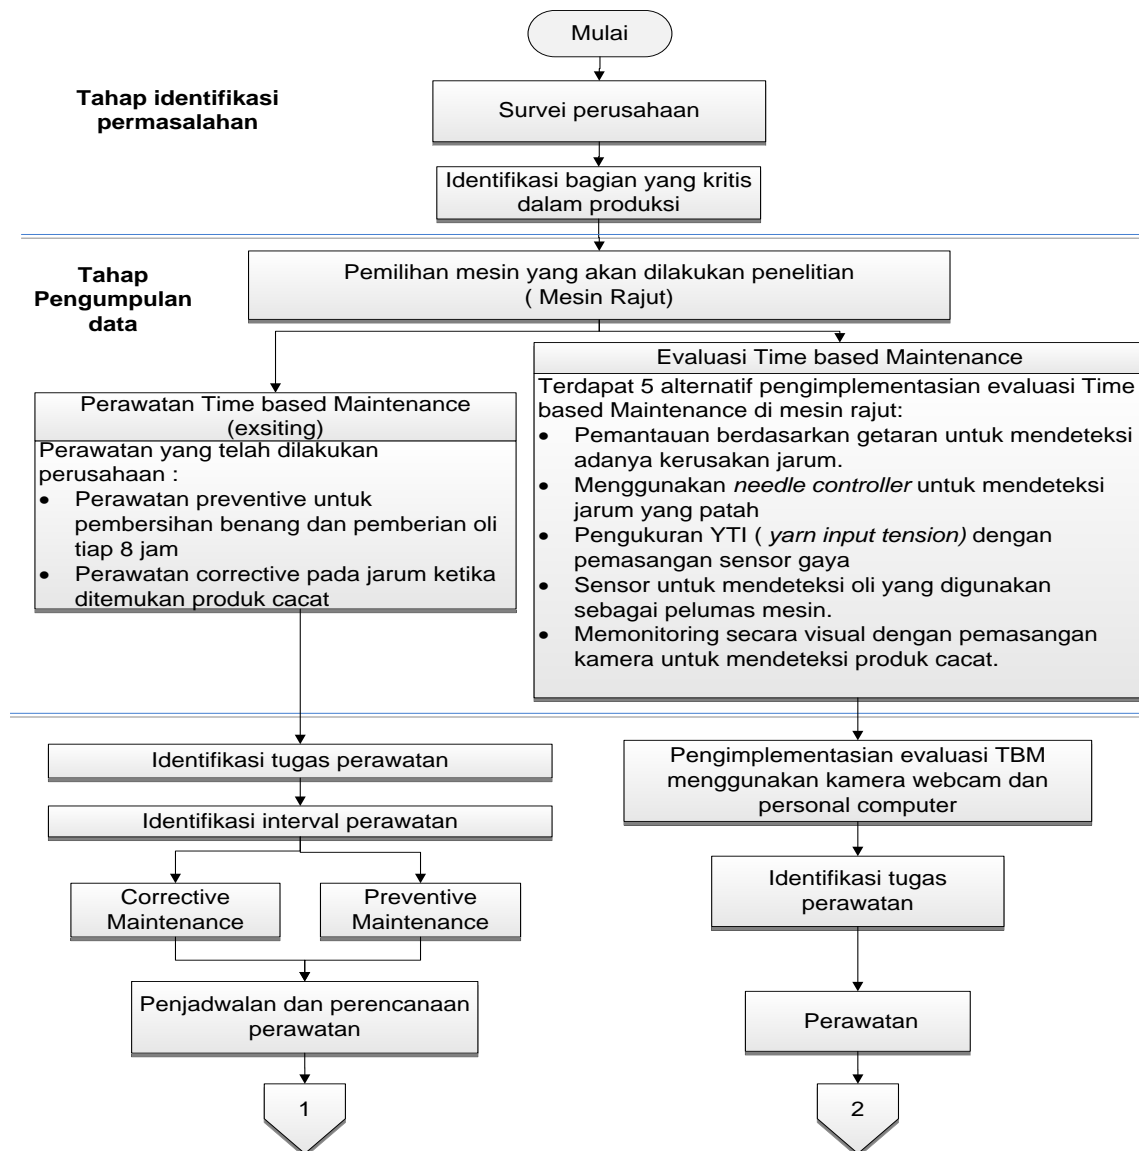 Mulai
Tahap identifikasi
permasalahan
Survei perusahaan
Identifikasi bagian yang kritis
dalam produksi
Tahap
Pengumpulan
data
Pemilihan mesin yang akan dilakukan penelitian
( Mesin Rajut)
Perawatan Time based Maintenance
(exsiting)
Perawatan yang telah dilakukan
perusahaan :
• Perawatan preventive untuk
pembersihan benang dan pemberian oli
tiap 8 jam
• Perawatan corrective pada jarum ketika
ditemukan produk cacat
Evaluasi Time based Maintenance
Terdapat 5 alternatif pengimplementasian evaluasi Time
based Maintenance di mesin rajut:
• Pemantauan berdasarkan getaran untuk mendeteksi
adanya kerusakan jarum.
• Menggunakan needle controller untuk mendeteksi
jarum yang patah
• Pengukuran YTI ( yarn input tension) dengan
pemasangan sensor gaya
• Sensor untuk mendeteksi oli yang digunakan
sebagai pelumas mesin.
• Memonitoring secara visual dengan pemasangan
kamera untuk mendeteksi produk cacat.
Identifikasi tugas perawatan
Identifikasi interval perawatan
Corrective
Maintenance
Preventive
Maintenance
Penjadwalan dan perencanaan
perawatan
1
Pengimplementasian evaluasi TBM
menggunakan kamera webcam dan
personal computer
Identifikasi tugas
perawatan
Perawatan
2